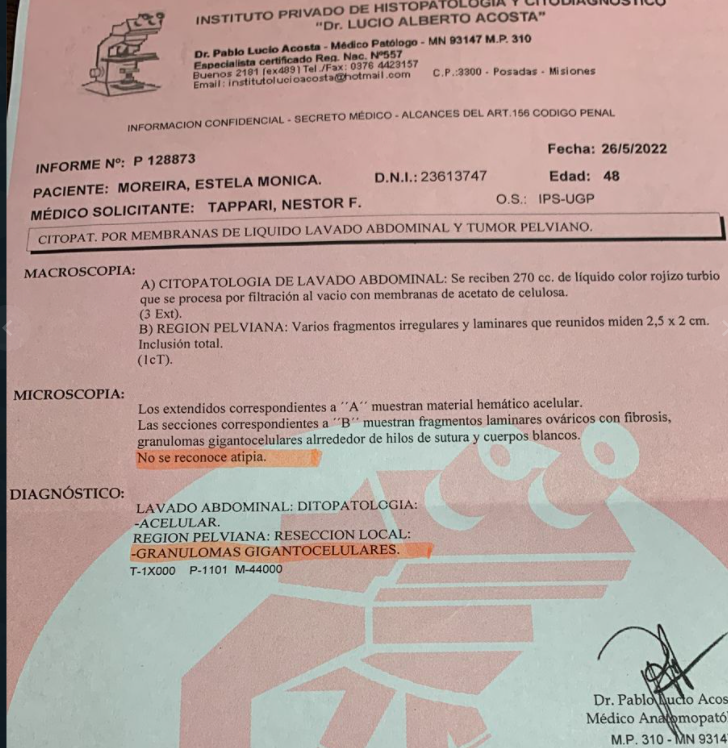 INSTITUTO PRIVADO DE HISTOPATOLOGIA Y CITODIAGNOSTICO
"Dr. LUCIO ALBERTO ACOSTA"
Dr. Pablo Lucio Acosta - Médico Patólogo - MN 93147 M.P. 310
Especialista certificado Reg. Nac. Nº557
Buenos 2181 (ex489) Tel./Fax: 0376 4423157
Email: institutolucioacosta@hotmail.com C.P.:3300 - Posadas - Misiones
INFORMACION CONFIDENCIAL - SECRETO MÉDICO - ALCANCES DEL ART.156 CODIGO PENAL
INFORME Nº: P 128873 Fecha: 26/5/2022
PACIENTE: MOREIRA, ESTELA MONICA. D.N.I.: 23613747 Edad: 48
MÉDICO SOLICITANTE: TAPPARI, NESTOR F. O.S.: IPS-UGP
CITOPAT. POR MEMBRANAS DE LIQUIDO LAVADO ABDOMINAL Y TUMOR PELVIANO.
MACROSCOPIA:
A) CITOPATOLOGIA DE LAVADO ABDOMINAL: Se reciben 270 cc. de líquido color rojizo turbio
que se procesa por filtración al vacio con membranas de acetato de celulosa.
(3 Ext).
B) REGION PELVIANA: Varios fragmentos irregulares y laminares que reunidos miden 2,5 x 2 cm.
Inclusión total.
(1cT).
MICROSCOPIA:
Los extendidos correspondientes a ´´A´´ muestran material hemático acelular.
Las secciones correspondientes a ´´B´´ muestran fragmentos laminares ováricos con fibrosis,
granulomas gigantocelulares alrrededor de hilos de sutura y cuerpos blancos.
No se reconoce atipia.
DIAGNÓSTICO:
LAVADO ABDOMINAL: DITOPATOLOGIA:
-ACELULAR.
REGION PELVIANA: RESECCION LOCAL:
-GRANULOMAS GIGANTOCELULARES.
T-1X000 P-1101 M-44000
Dr. Pablo Lucio Acos
Médico Anatomopató
M.P. 310 - MN 9314